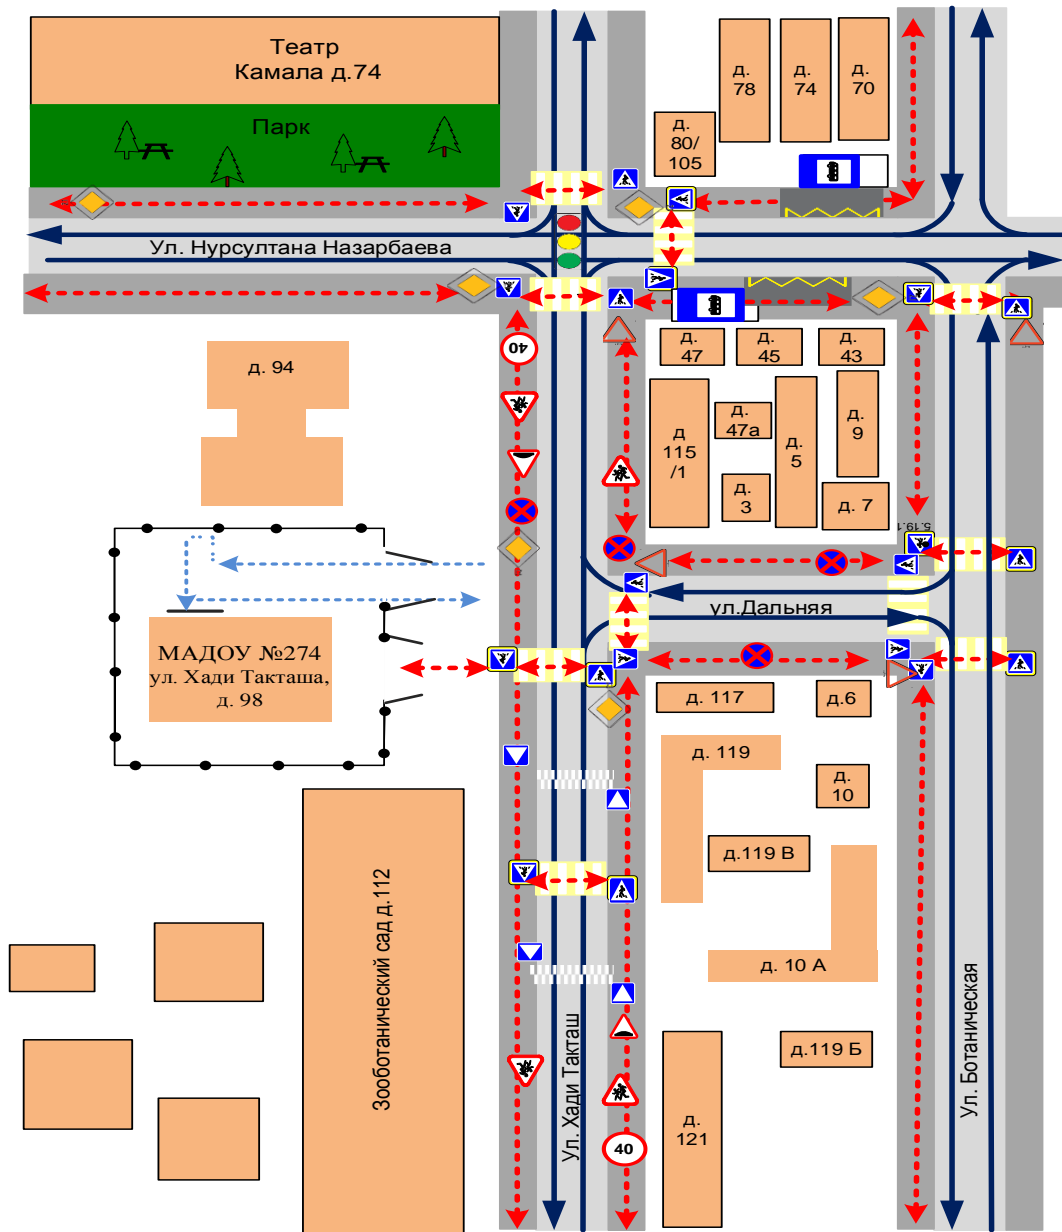 Театр
Камала д.74
Парк
д.
78
д.
74
д.
70
д.
80/
105
Ул. Нурсултана Назарбаева
40
д. 94
д.
47
д.
45
д.
43
д
115
/1
д.
47а
д.
5
д.
9
д.
3
д. 7
5.19.1
ул.Дальняя
МАДОУ №274
ул. Хади Такташа,
д. 98
д. 117
д.6
д. 119
д.
10
д.119 В
Зооботанический сад д.112
д. 10 А
д.119 Б
Ул. Хади Такташ
Ул. Ботаническая
д.
121
40